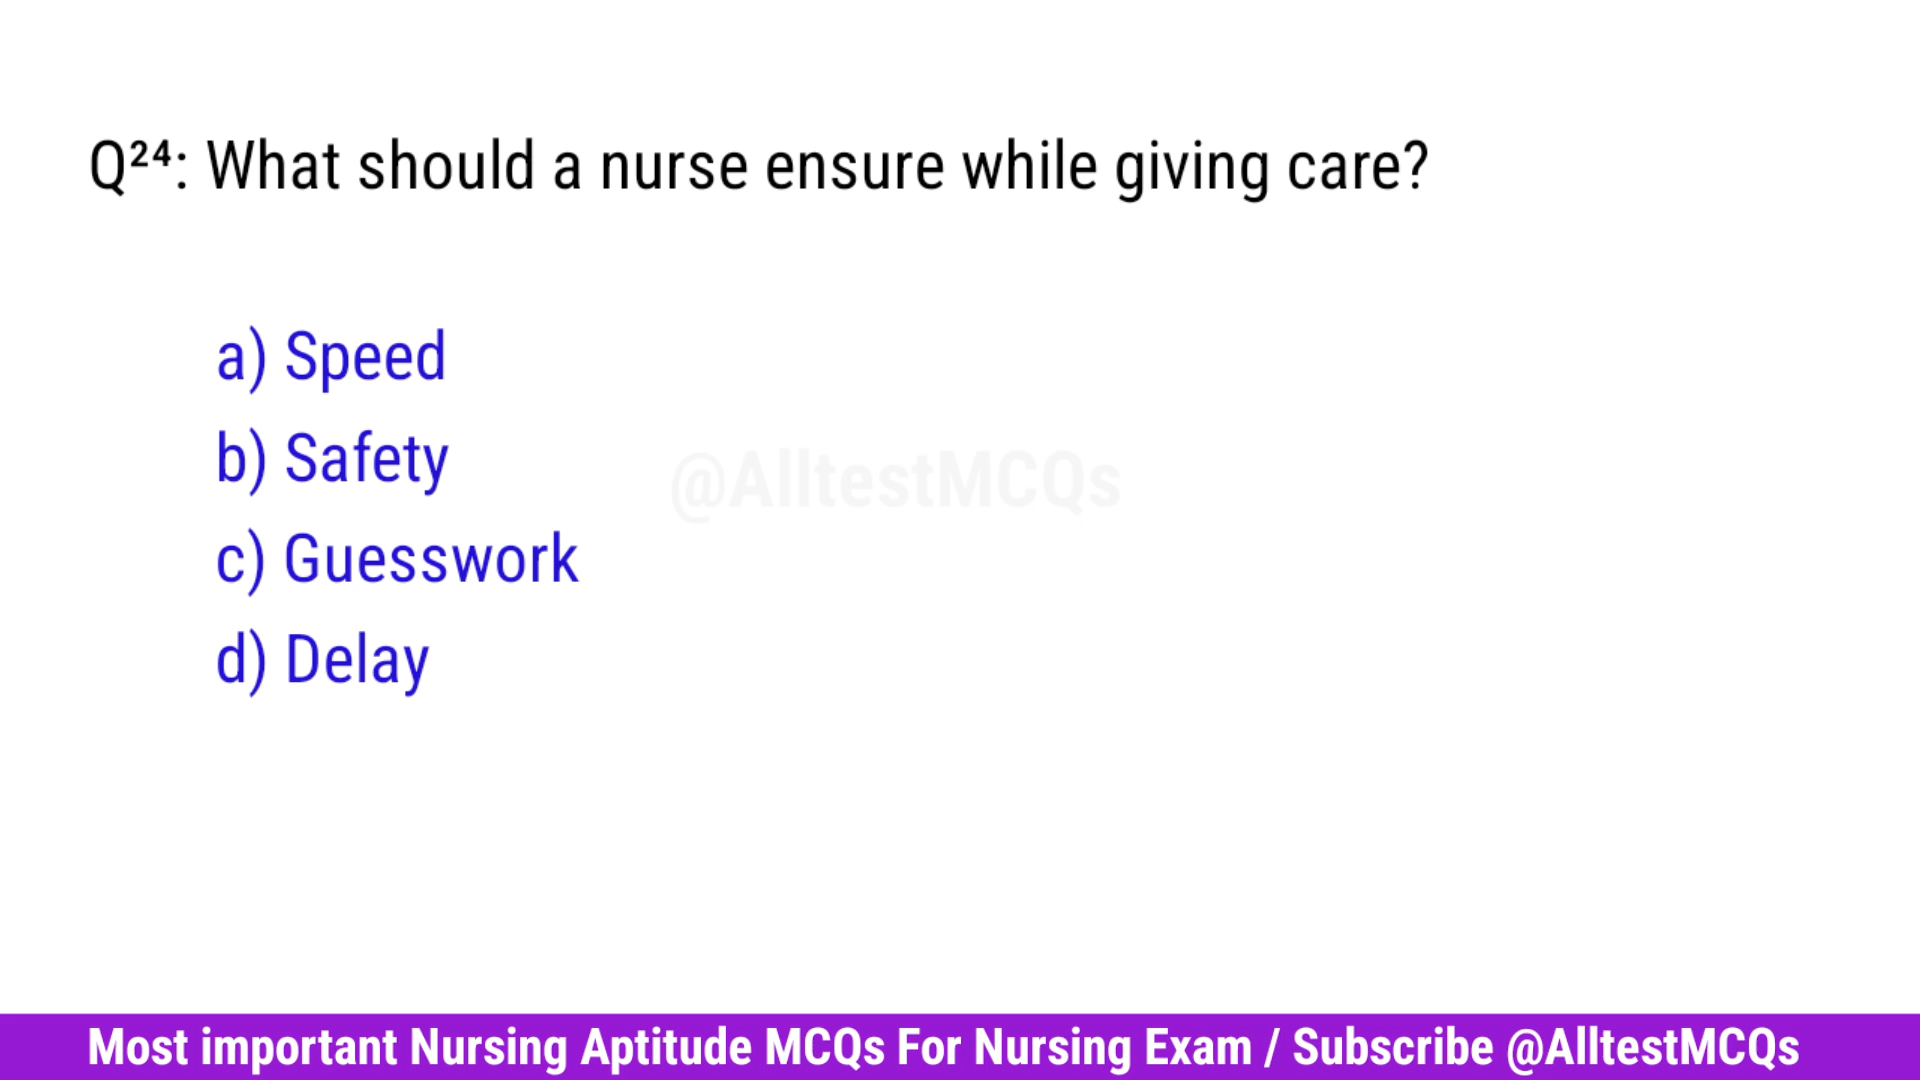 Q²⁴: What should a nurse ensure while giving care?
a) Speed
b) Safety
@AlltestMCQs
c) Guesswork
d) Delay
Most important Nursing Aptitude MCQs For Nursing Exam / Subscribe @AlltestMCQs